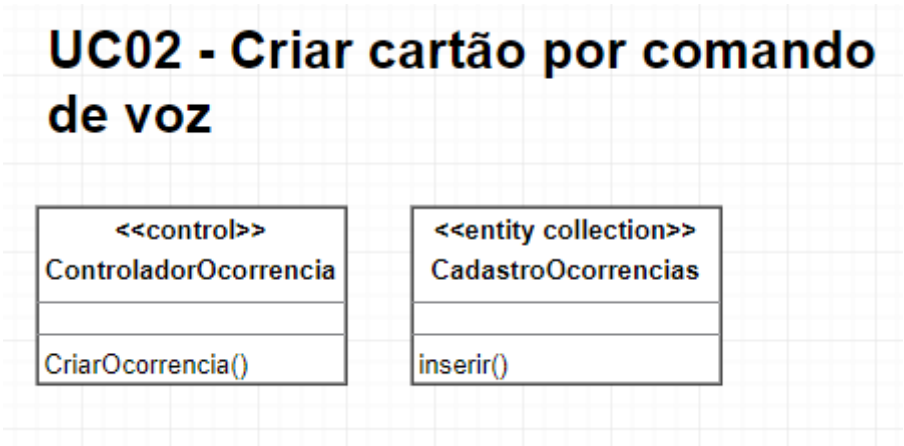 UC02 - Criar cartão por comando
de voz
<<control>>
ControladorOcorrencia
CriarOcorrencia()
<<entity collection>>
CadastroOcorrencias
inserir()